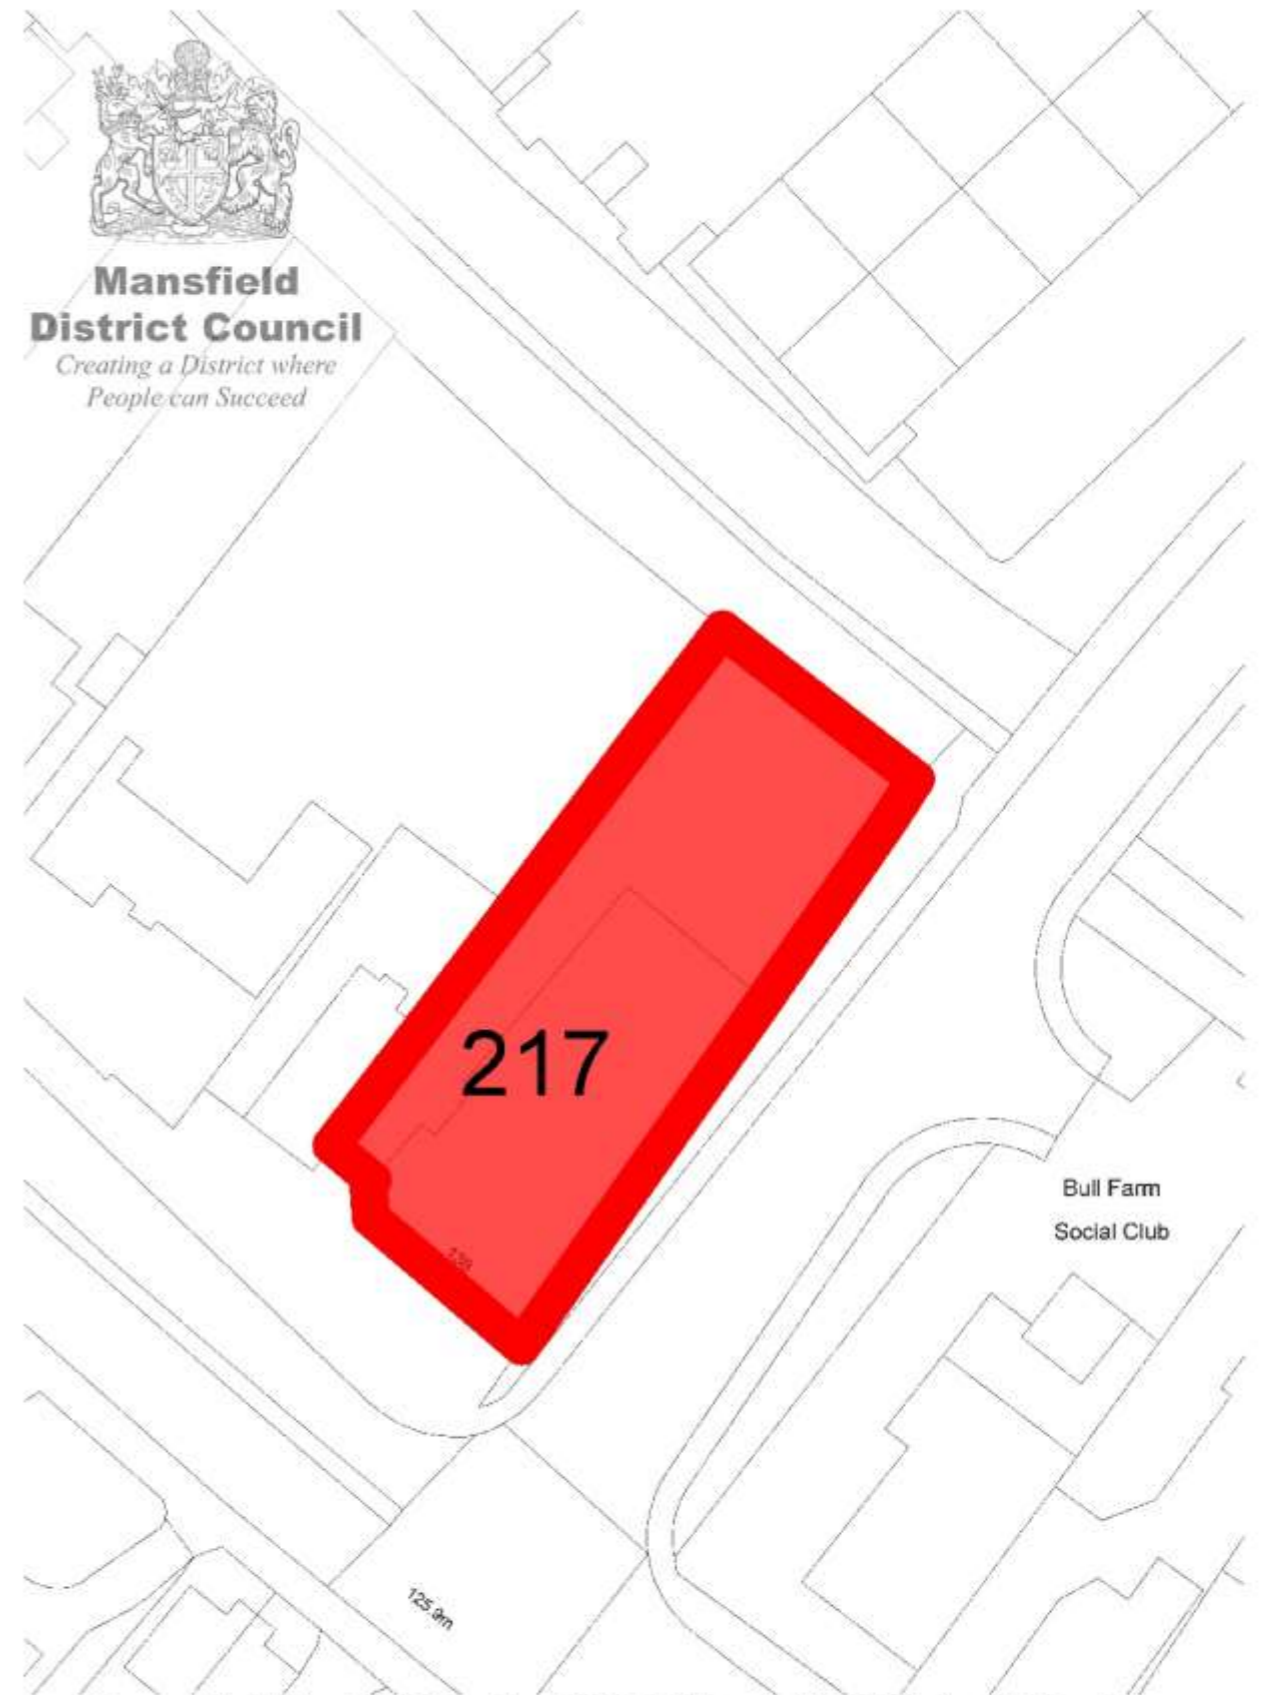 Mansfield
District Council
Creating a District where
People can Succeed
217
Bull Farm
Social Club
125.9m